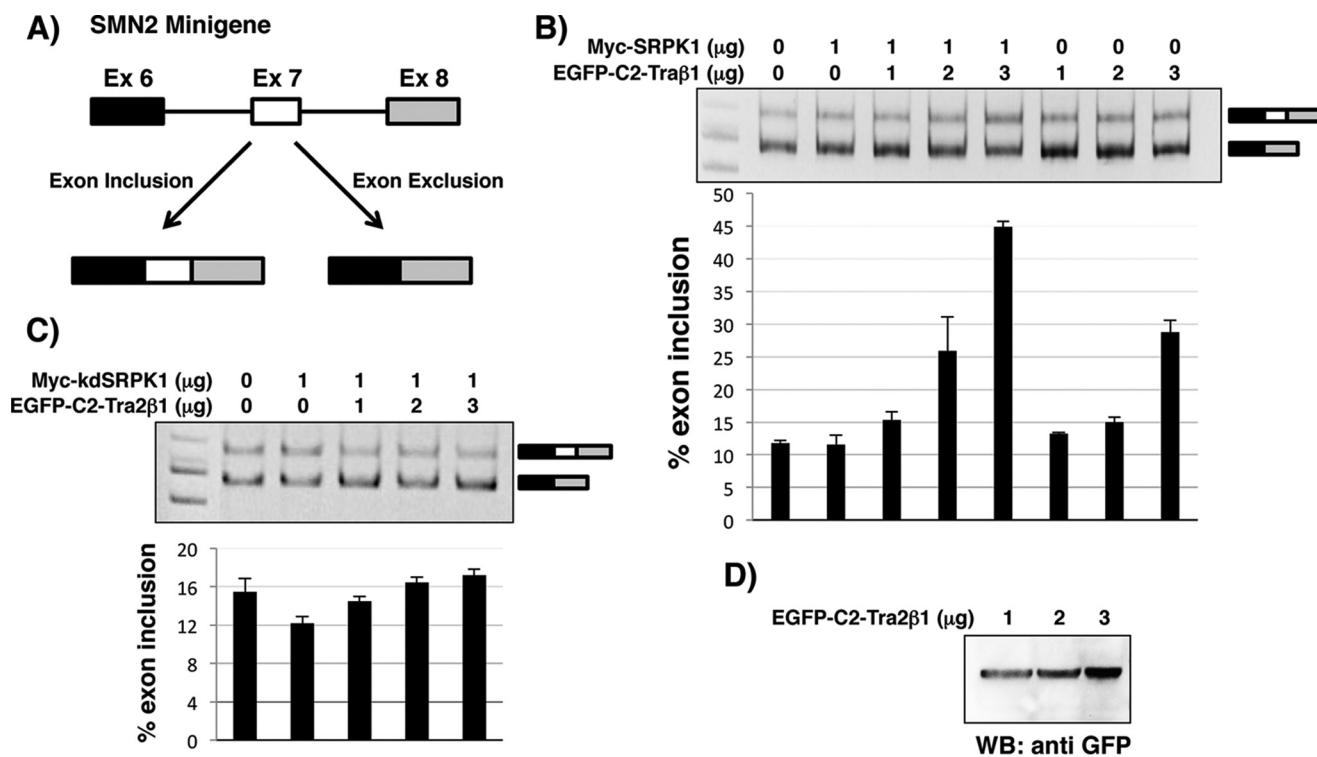 A) SMN2 Minigene
Ex 6 Ex 7 Ex 8
Exon Inclusion Exon Exclusion
B)
Myc-SRPK1 (μg) 0 1 1 1 1 0 0 0
EGFP-C2-Traβ1 (μg) 0 0 1 2 3 1 2 3
% exon inclusion
50
45
40
35
30
25
20
15
10
5
0
C)
Myc-kdSRPK1 (μg) 0 1 1 1 1
EGFP-C2-Tra2β1 (μg) 0 0 1 2 3
% exon inclusion
20
16
12
8
4
0
D)
EGFP-C2-Tra2β1 (μg) 1 2 3
WB: anti GFP